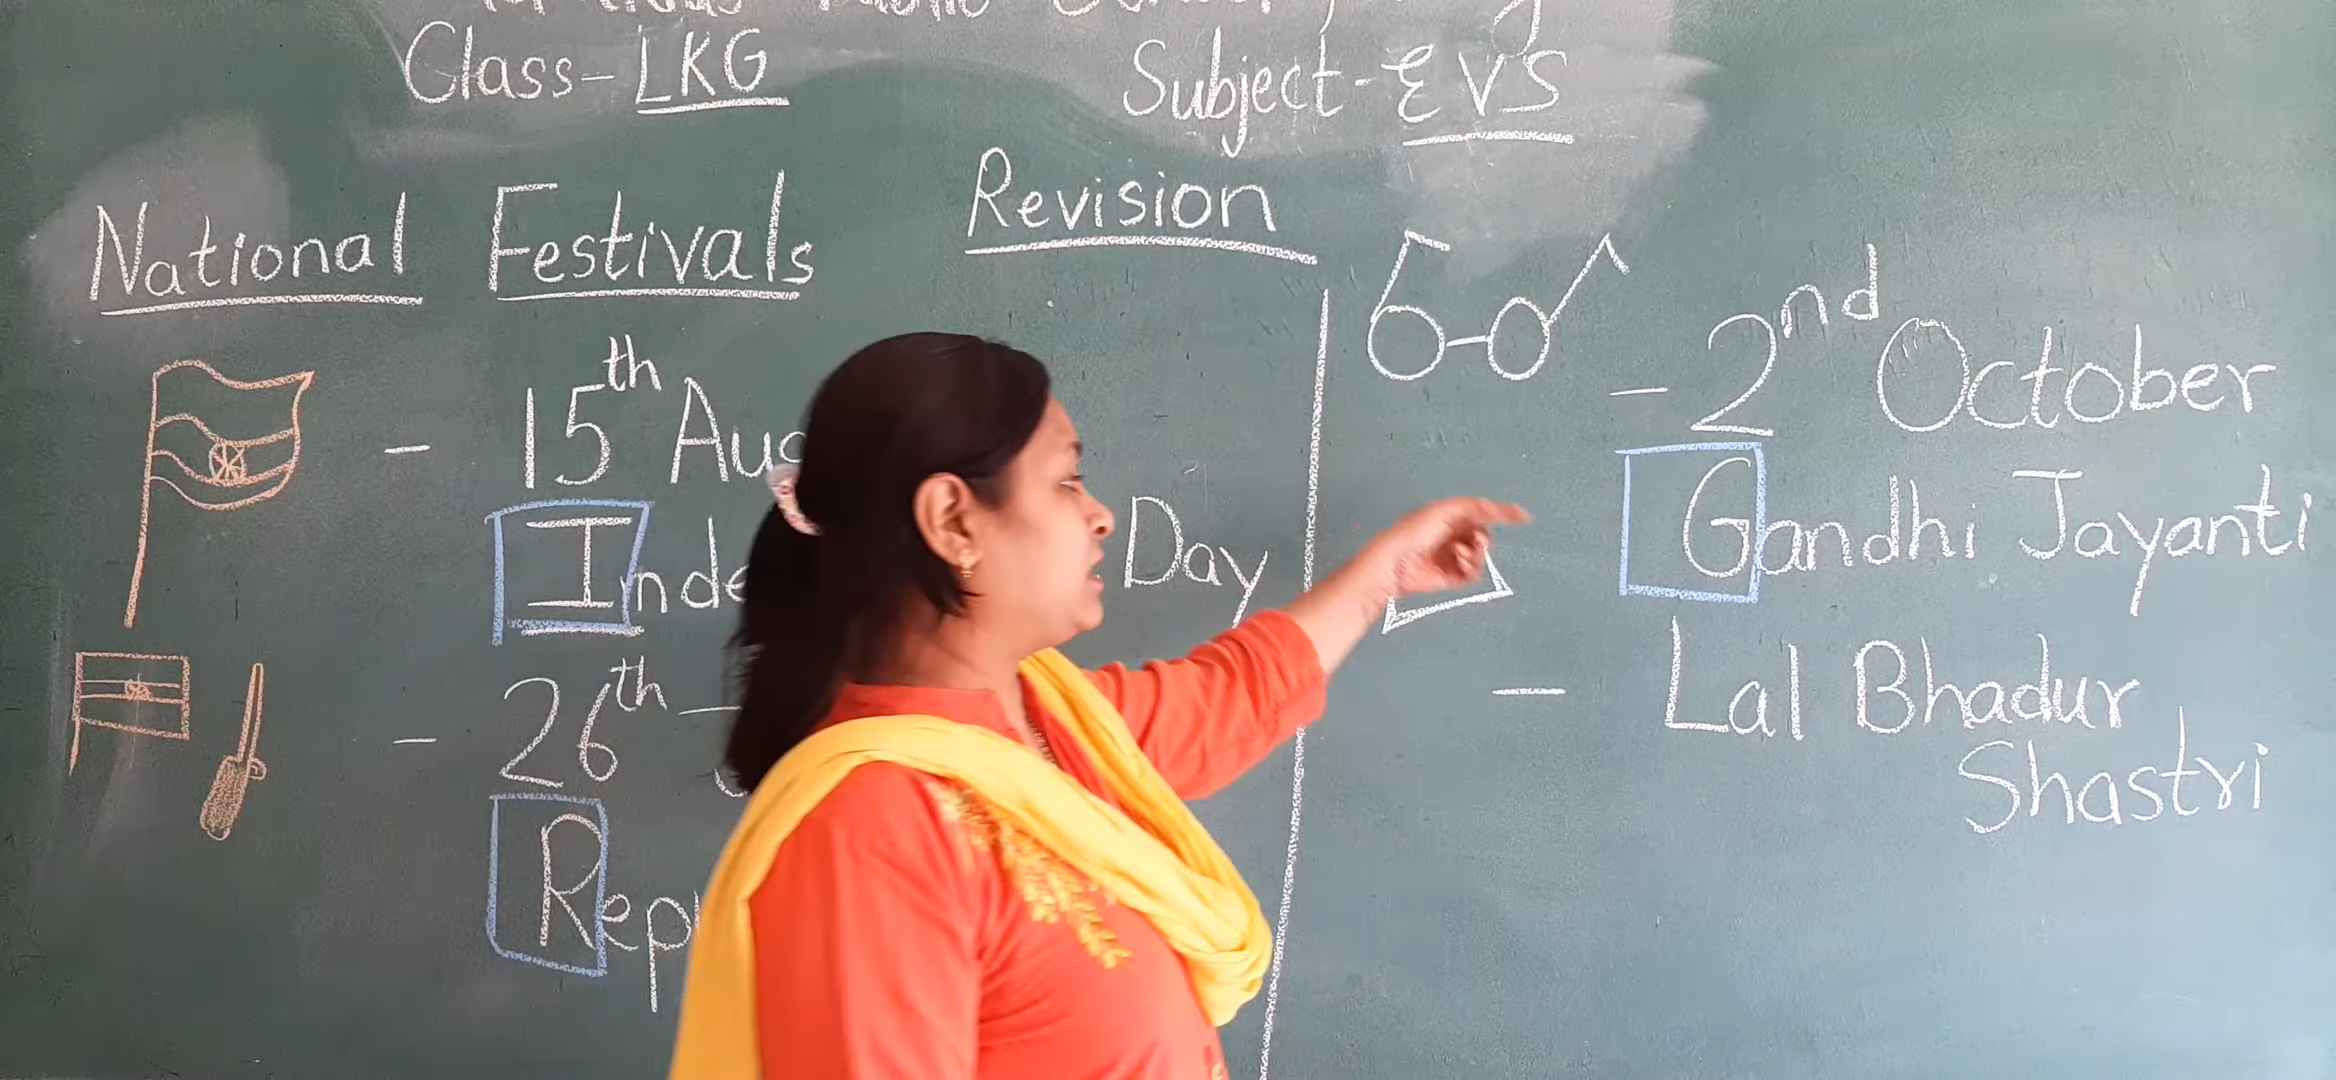 Class-LKG
Subject-EVS
Revision
National Festivals
15th Aug
Inde Day
26th
Rep
- 2nd October
Gandhi Jayanti
- Lal Bhadur
Shastri